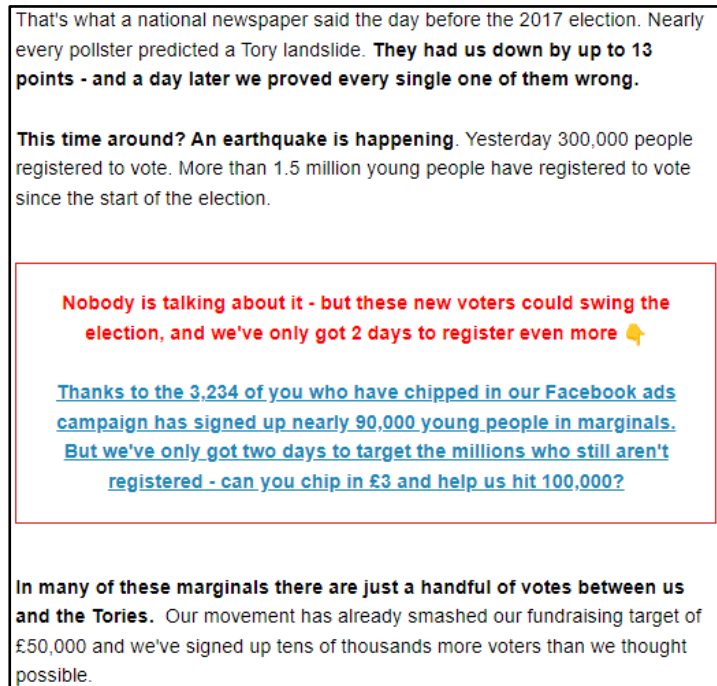 That's what a national newspaper said the day before the 2017 election. Nearly
every pollster predicted a Tory landslide. They had us down by up to 13
points - and a day later we proved every single one of them wrong.
This time around? An earthquake is happening. Yesterday 300,000 people
registered to vote. More than 1.5 million young people have registered to vote
since the start of the election.
Nobody is talking about it - but these new voters could swing the
election, and we've only got 2 days to register even more 👇
Thanks to the 3,234 of you who have chipped in our Facebook ads
campaign has signed up nearly 90,000 young people in marginals.
But we've only got two days to target the millions who still aren't
registered - can you chip in £3 and help us hit 100,000?
In many of these marginals there are just a handful of votes between us
and the Tories. Our movement has already smashed our fundraising target of
£50,000 and we've signed up tens of thousands more voters than we thought
possible.